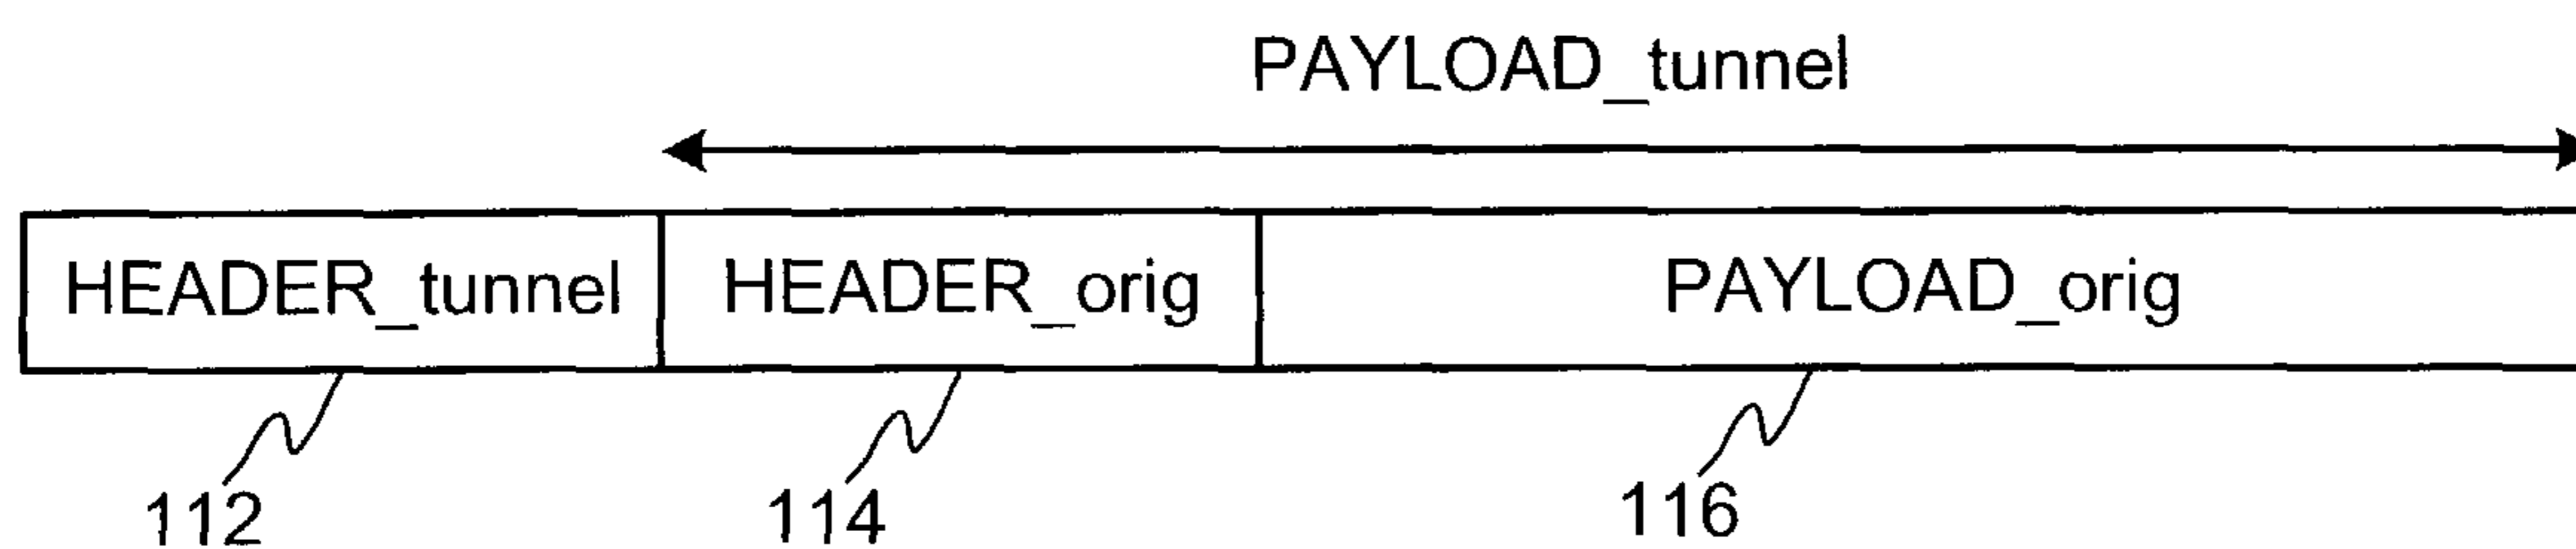 PAYLOAD_tunnel
HEADER_tunnel HEADER_orig PAYLOAD_orig
112 114 116